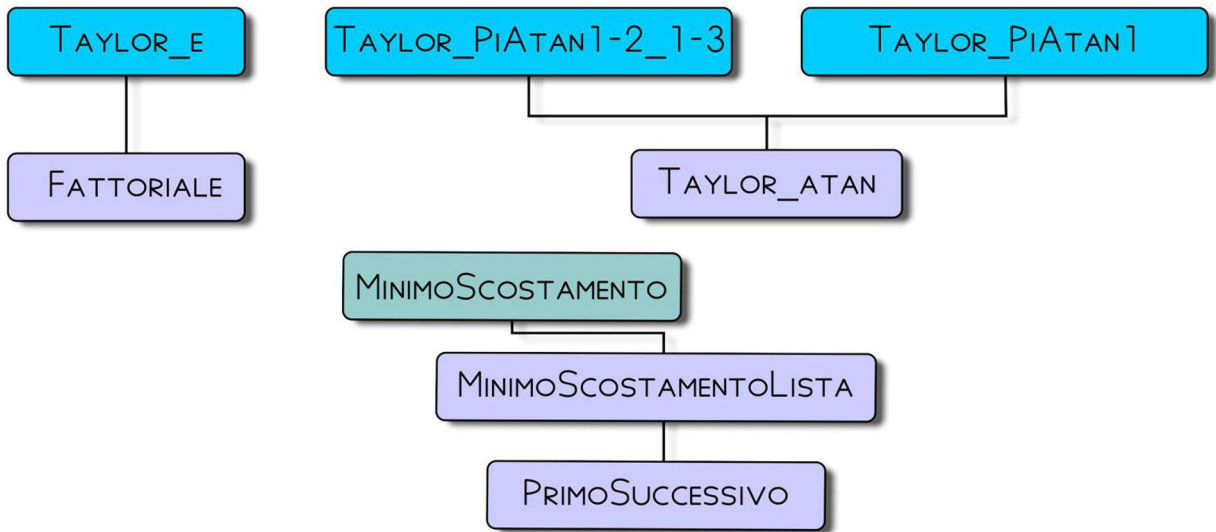 Taylor_e
Taylor_PiAtan1-2_1-3
Taylor_PiAtan1
Fattoriale
Taylor_atan
MinimoScostamento
MinimoScostamentoLista
PrimoSuccessivo